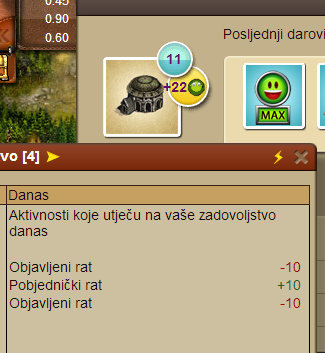 0.45
0.90
0.60
Posljednji darovi
11
+22
MAX
vo [4]
Danas
Aktivnosti koje utječu na vaše zadovoljstvo
danas
Objavljeni rat -10
Pobjednički rat +10
Objavljeni rat -10